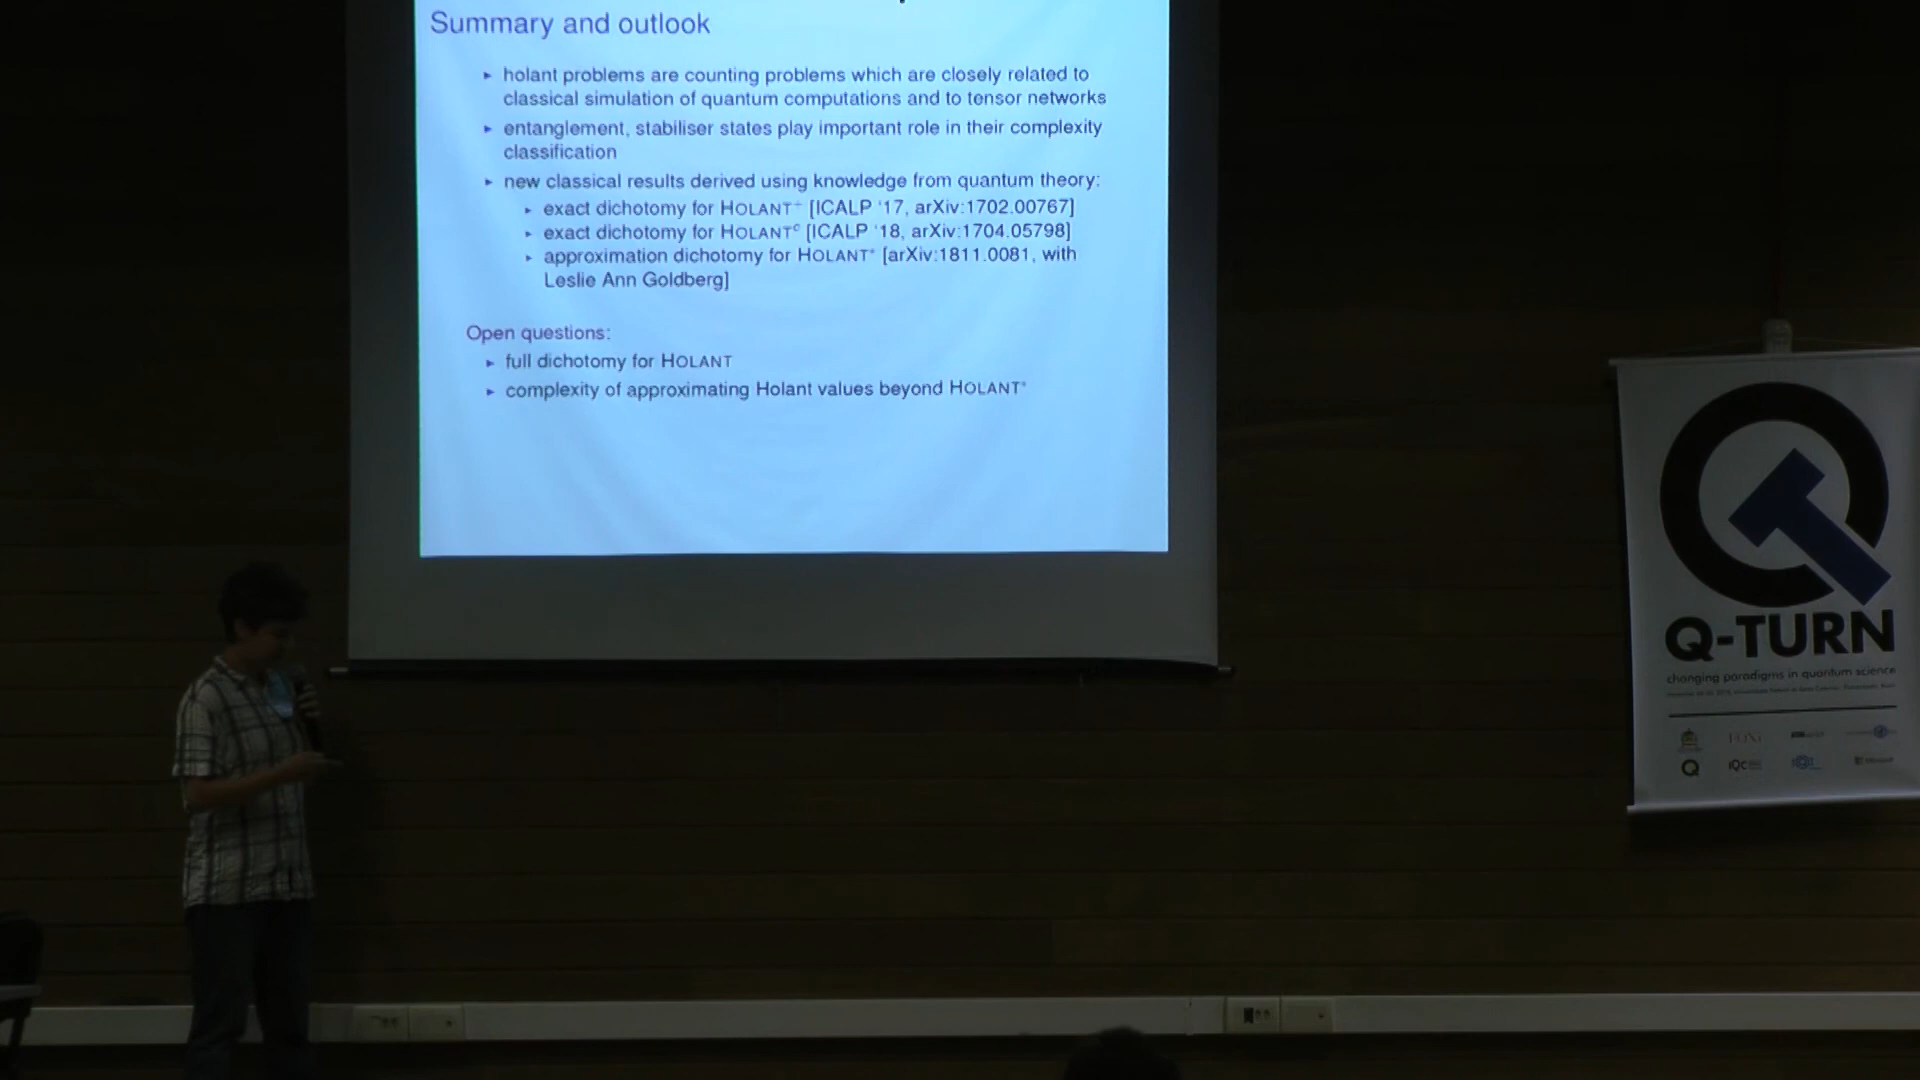 Summary and outlook
▸ holant problems are counting problems which are closely related to
classical simulation of quantum computations and to tensor networks
▸ entanglement, stabiliser states play important role in their complexity
classification
▸ new classical results derived using knowledge from quantum theory:
▸ exact dichotomy for HOLANT⁺ [ICALP '17, arXiv:1702.00767]
▸ exact dichotomy for HOLANTᶜ [ICALP '18, arXiv:1704.05798]
▸ approximation dichotomy for HOLANT* [arXiv:1811.0081, with
Leslie Ann Goldberg]
Open questions:
▸ full dichotomy for HOLANT
▸ complexity of approximating Holant values beyond HOLANT*
Q-TURN
changing paradigms in quantum science
IQC